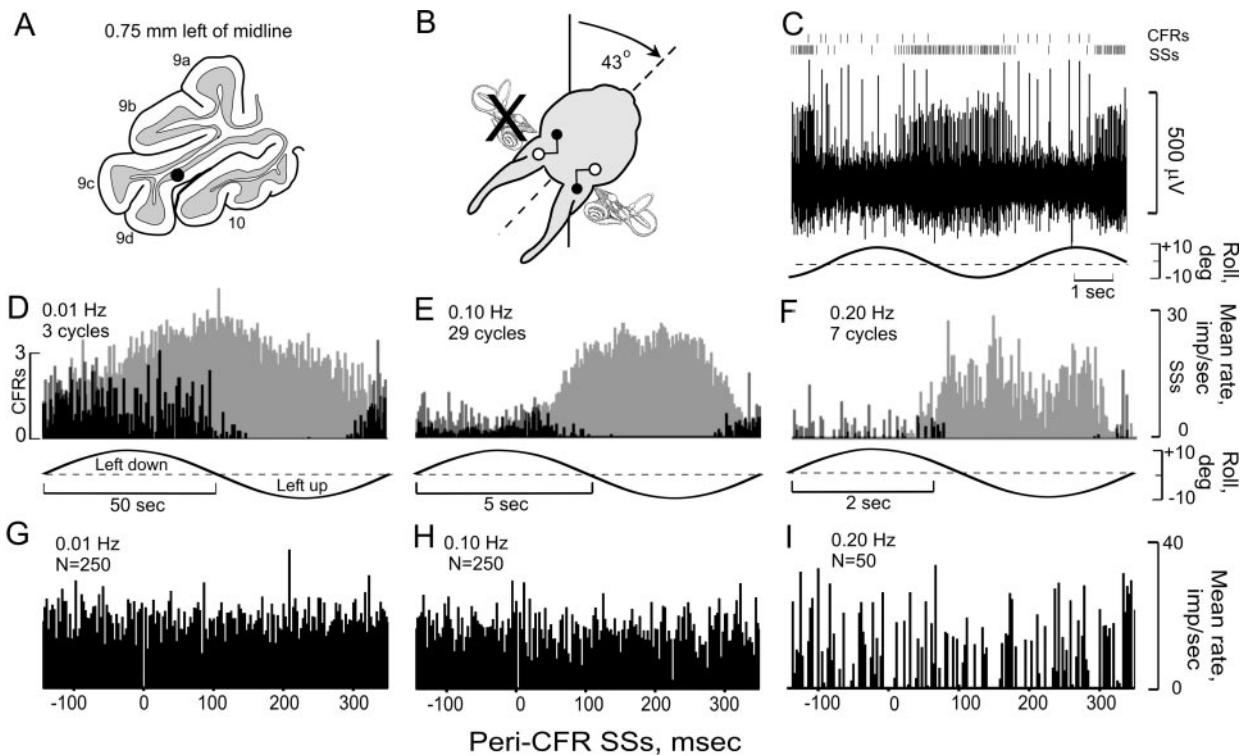 A
0.75 mm left of midline
9a
9b
9c
9d
10
B
43°
X
C
CFRs
SSs
500 µV
+10
-10
Roll,
deg
1 sec
D
0.01 Hz
3 cycles
3
0
CFRs
Left down
Left up
50 sec
E
0.10 Hz
29 cycles
5 sec
F
0.20 Hz
7 cycles
30
0
SSs
Mean rate,
imp/sec
+10
-10
Roll,
deg
2 sec
G
0.01 Hz
N=250
-100 0 100 200 300
H
0.10 Hz
N=250
-100 0 100 200 300
I
0.20 Hz
N=50
40
0
Mean rate,
imp/sec
-100 0 100 200 300
Peri-CFR SSs, msec